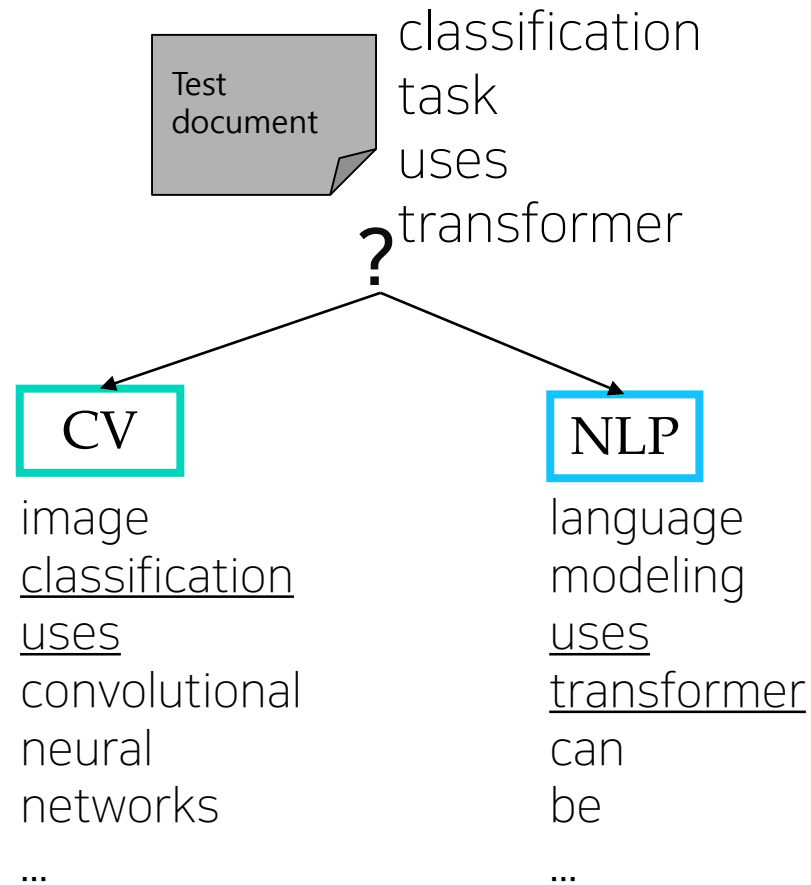 Test
document
classification
task
uses
transformer
?
CV
image
classification
uses
convolutional
neural
networks
...
NLP
language
modeling
uses
transformer
can
be
...